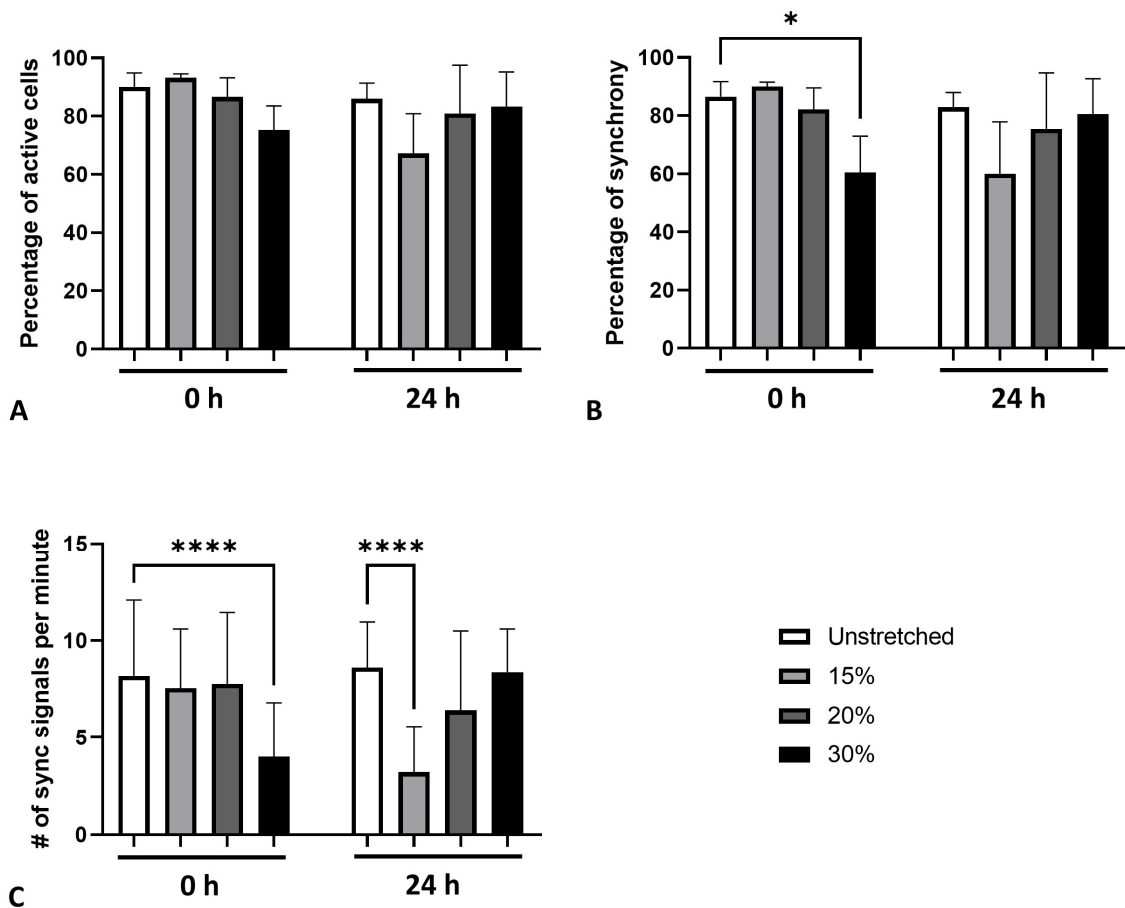 Percentage of active cells
100
80
60
40
20
0
0 h
24 h
A
*
Percentage of synchrony
100
80
60
40
20
0
0 h
24 h
B
**** ****
# of sync signals per minute
15
10
5
0
0 h
24 h
C
Unstretched
15%
20%
30%